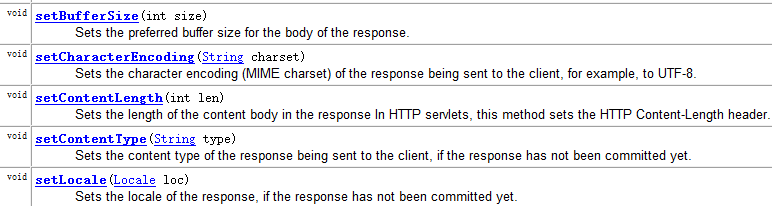 void setBufferSize(int size)
Sets the preferred buffer size for the body of the response.
void setCharacterEncoding(String charset)
Sets the character encoding (MIME charset) of the response being sent to the client, for example, to UTF-8.
void setContentLength(int len)
Sets the length of the content body in the response In HTTP servlets, this method sets the HTTP Content-Length header.
void setContentType(String type)
Sets the content type of the response being sent to the client, if the response has not been committed yet.
void setLocale(Locale loc)
Sets the locale of the response, if the response has not been committed yet.